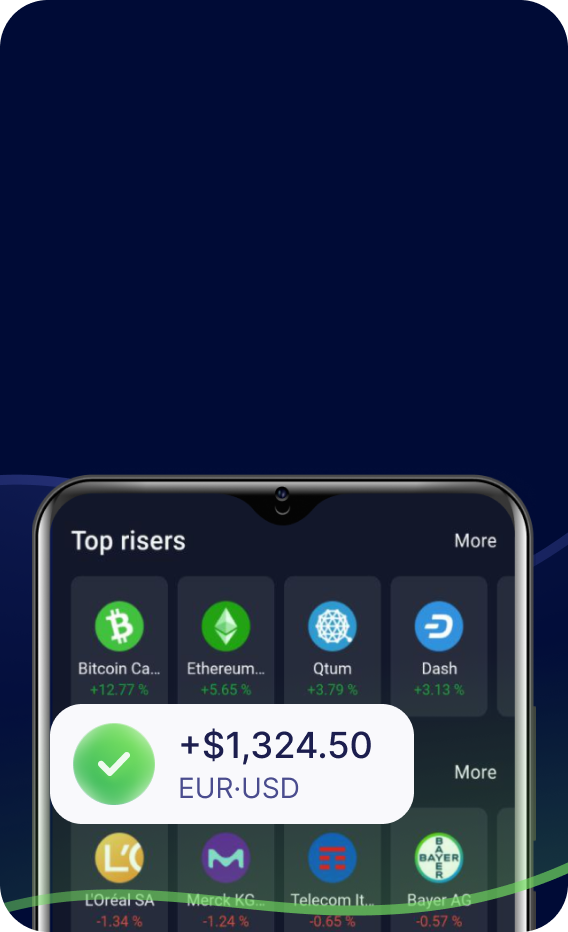 Top risers
More
Bitcoin Ca...
Ethereum...
Qtum
Dash
+12.77 %
+5.65 %
+3.79 %
+3.13 %
+$1,324.50
EUR·USD
More
L'O
BAYER
BAYER
L'Oréal SA
Merck KG...
Telecom It...
Bayer AG
-1.34 %
-1.24 %
-0.65 %
-0.57 %